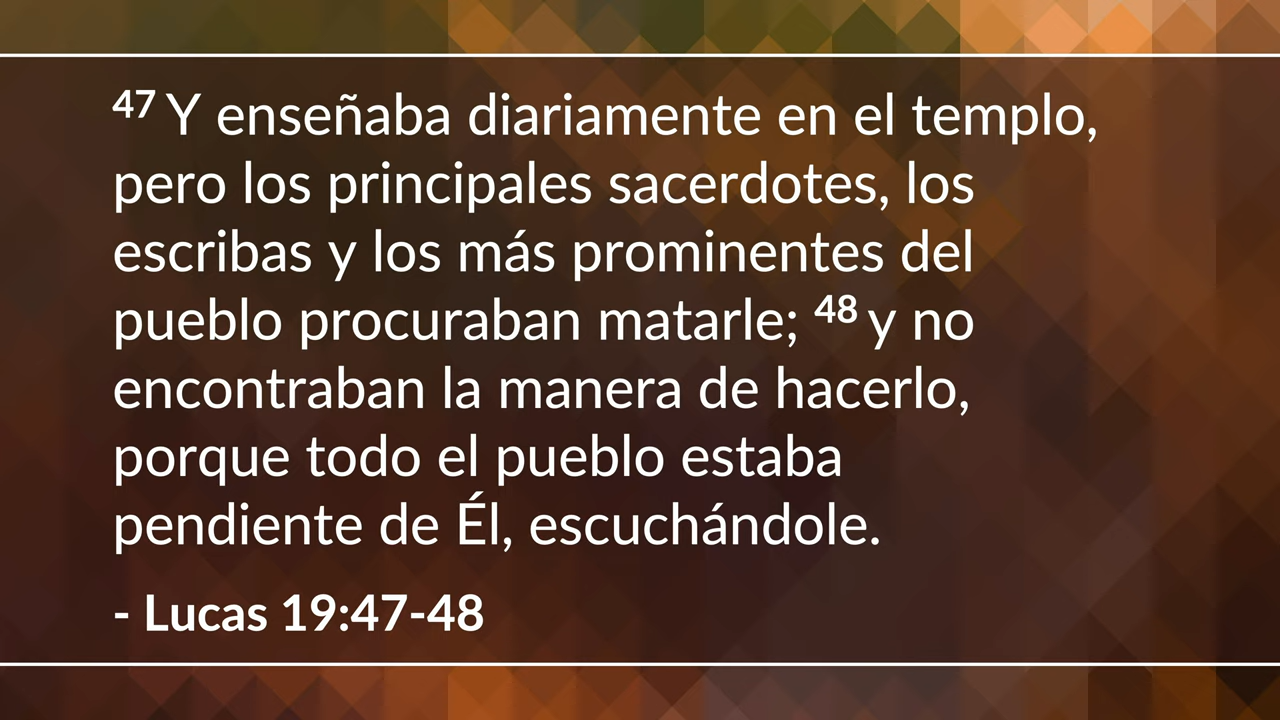 47 Y enseñaba diariamente en el templo,
pero los principales sacerdotes, los
escribas y los más prominentes del
pueblo procuraban matarle; 48 y no
encontraban la manera de hacerlo,
porque todo el pueblo estaba
pendiente de Él, escuchándole.
- Lucas 19:47-48